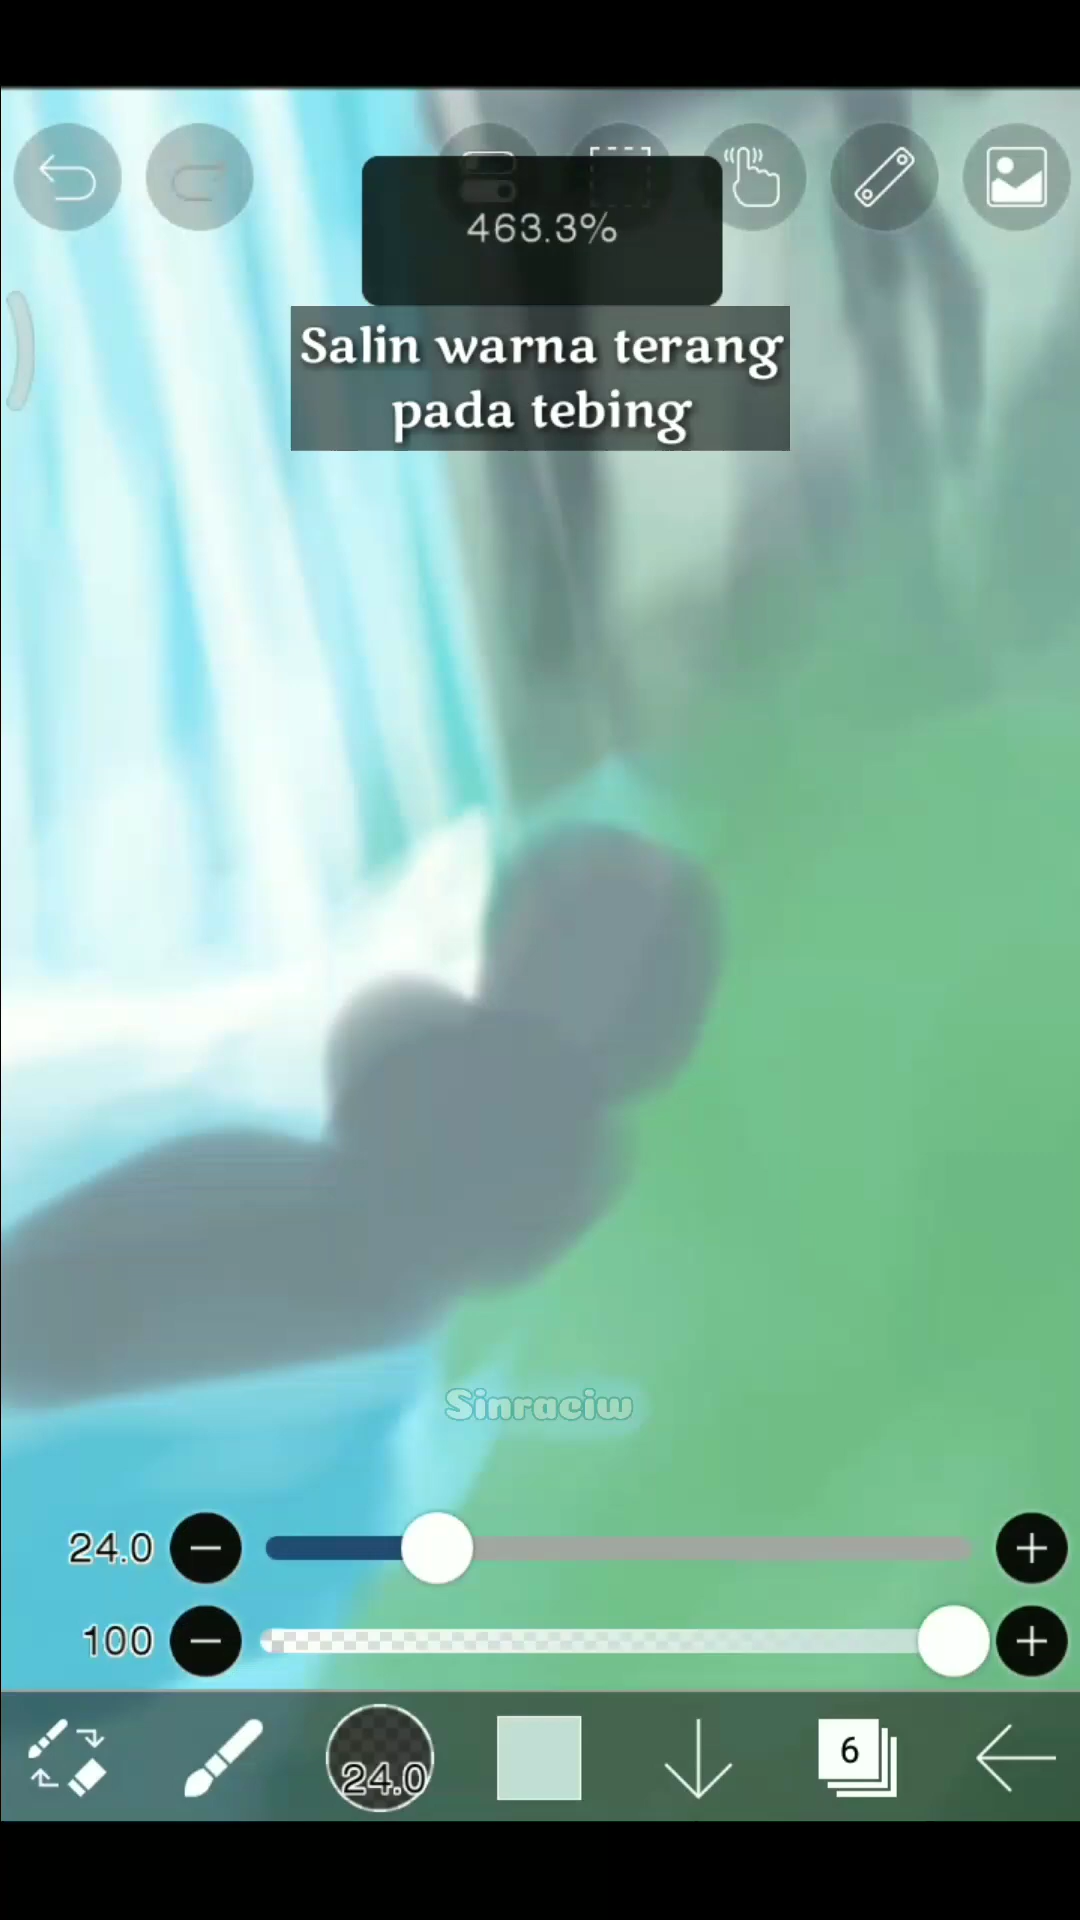 463.3%
Salin warna terang
pada tebing
Sinraciw
24.0
100
24.0
6